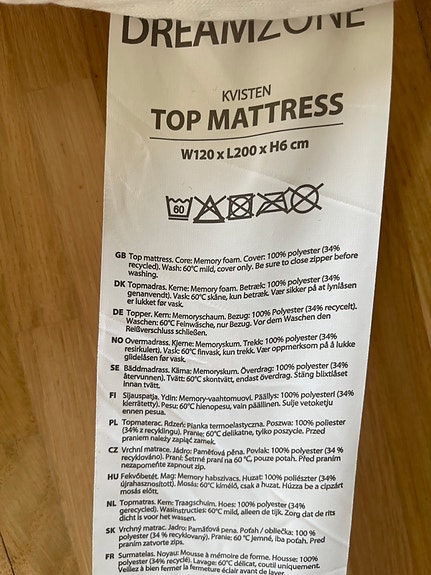 DREAMZONE
KVISTEN
TOP MATTRESS
W120 x L200 x H6 cm
60
GB Top mattress. Core: Memory foam. Cover: 100% polyester (34%
recycled). Wash: 60°C mild, cover only. Be sure to close zipper before
washing.
DK Topmadras. Kerne: Memory foam. Betræk: 100% polyester (34%
genanvendt). Vask: 60°C skåne, kun betræk. Vær sikker på at lynlåsen
er lukket før vask.
DE Topper. Kern: Memoryschaum. Bezug: 100% Polyester (34% recycelt).
Waschen: 60°C Feinwäsche, nur Bezug. Vor dem Waschen den
Reißverschluss schließen.
NO Overmadrass. Kjerne: Memoryskum. Trekk: 100% polyester (34%
resirkulert). Vask: 60°C finvask, kun trekk. Vær oppmerksom på å lukke
glidelåsen før vask.
SE Bäddmadrass. Kärna: Memoryskum. Överdrag: 100% polyester (34%
återvunnen). Tvätt: 60°C skontvätt, endast överdrag. Stäng blixtlåset
innan tvätt.
FI Sijauspatja. Ydin: Memory-vaahtomuovi. Päällys: 100% polyesteri (34%
kierrätetty). Pesu: 60°C hienopesu, vain päällinen. Sulje vetoketju
ennen pesua.
PL Topmaterac. Rdzeń: Pianka termoelastyczna. Poszwa: 100% poliester
(34% z recyklingu). Pranie: 60°C delikatne, tylko poszycie. Przed
praniem należy zapiąć zamek.
CZ Vrchní matrace. Jádro: Paměťová pěna. Povlak: 100% polyester (34 %
recyklováno). Praní: Šetrné praní na 60 °C, pouze potah. Před praním
nezapomeňte zapnout zip.
HU Fekvőbetét. Mag: Memory habszivacs. Huzat: 100% poliészter (34%
újrahasznosított). Mosás: 60°C kímélő, csak a huzat. Húzza be a cipzárt
mosás előtt.
NL Topmatras. Kern: Traagschuim. Hoes: 100% polyester (34%
gerecycled). Wasinstructies: 60°C mild, alleen de tijk. Zorg dat de rits
dicht is voor het wassen.
SK Vrchný matrac. Jadro: Pamäťová pena. Poťah / obliečka: 100 %
polyester (34 % recyklovaný). Pranie: 60 °C jemné, iba poťah. Pred
praním zatvorte zips.
FR Surmatelas. Noyau: Mousse à mémoire de forme. Housse: 100%
polyester (34% recyclé). Lavage: 60°C délicat, coutil uniquement.
Veillez à bien fermer la fermeture éclair avant de laver.